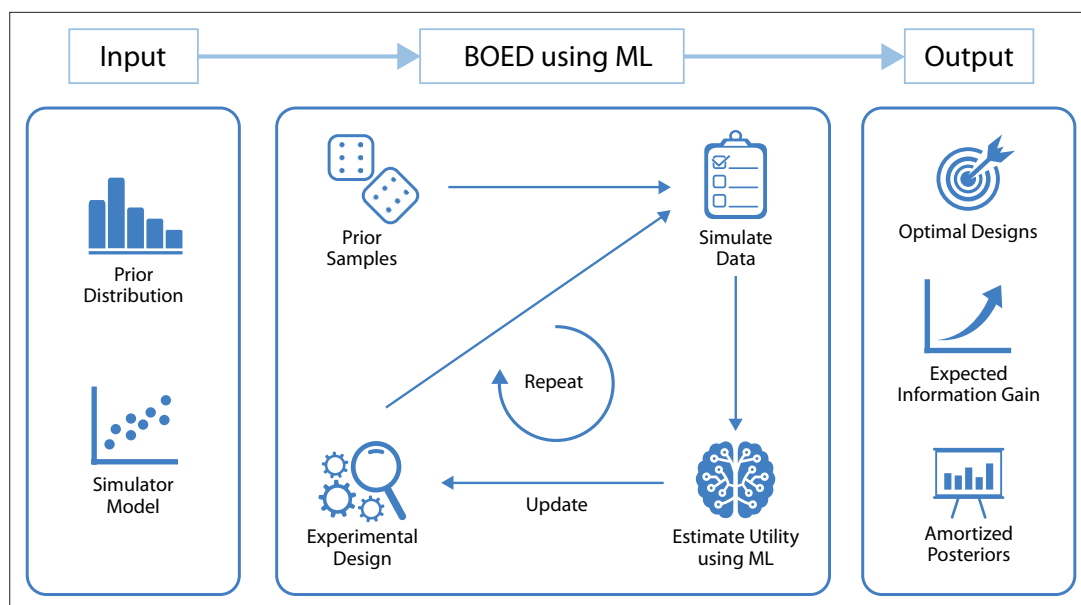 Input
BOED using ML
Output
Prior
Distribution
Simulator
Model
Prior
Samples
Simulate
Data
Repeat
Update
Experimental
Design
Estimate Utility
using ML
Optimal Designs
Expected
Information Gain
Amortized
Posteriors